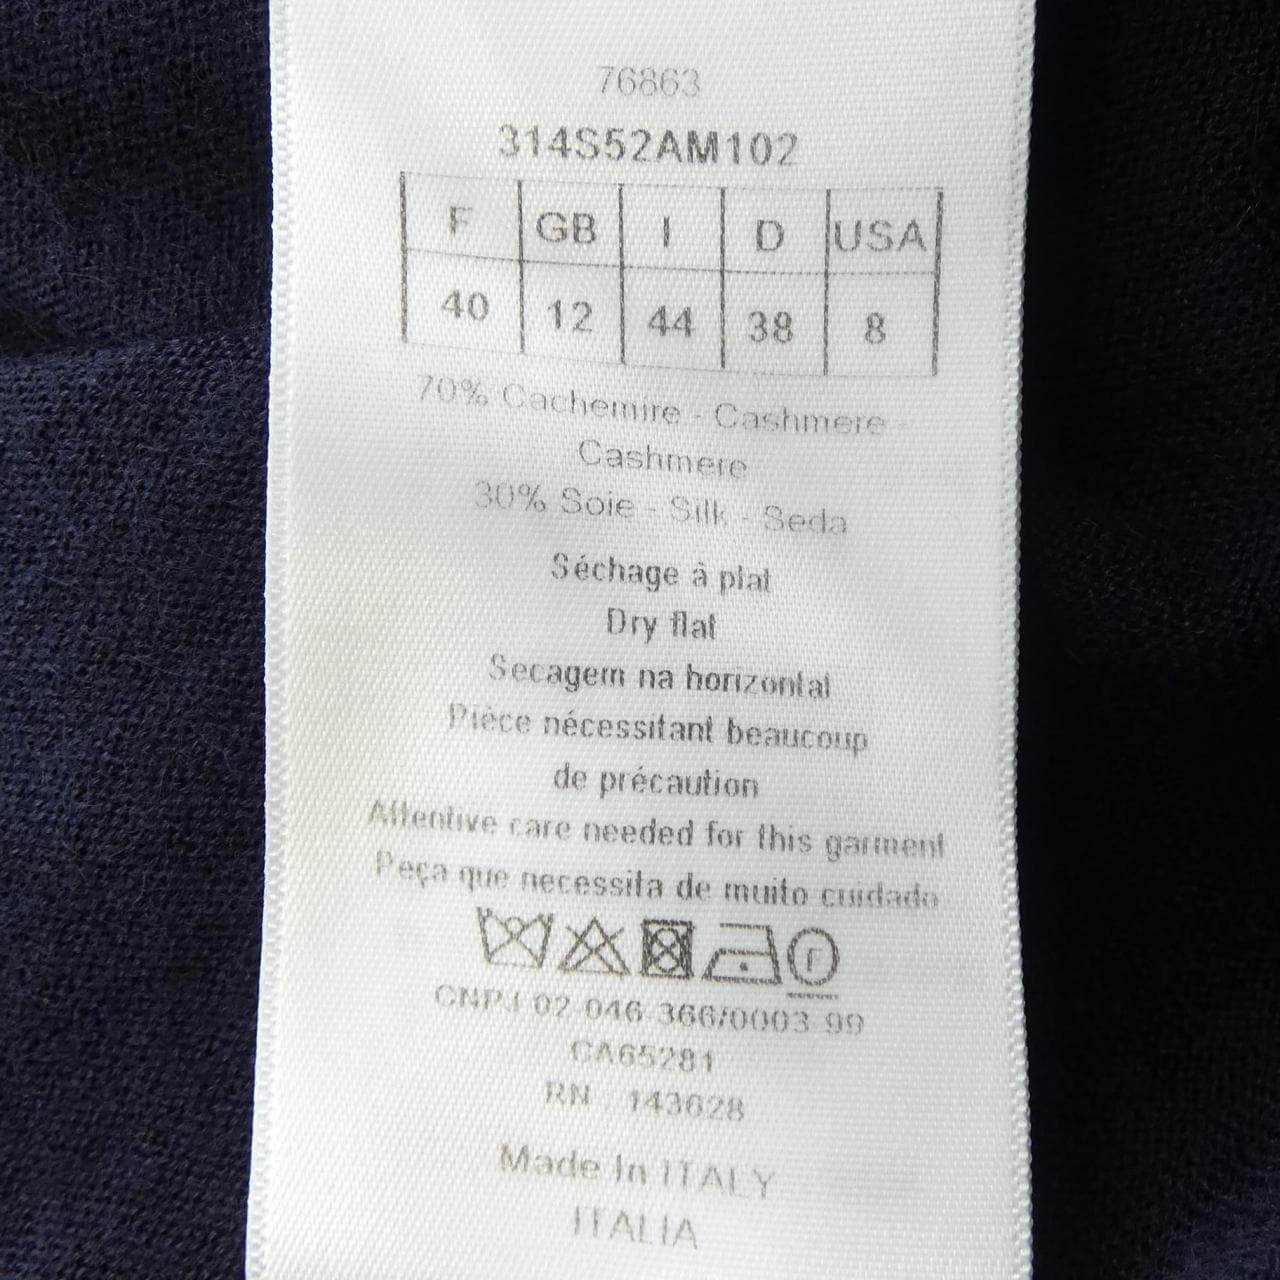 76863
314S52AM102
F GB I D USA
40 12 44 38 8
70% Cachemire - Cashmere -
Cashmere
30% Soie - Silk - Seda
Séchage à plat
Dry flat
Secagem na horizontal
Pièce nécessitant beaucoup
de précaution
Attentive care needed for this garment
Peça que necessita de muito cuidado
F
CNPJ 02 046 366/0003 99
CA65281
RN : 143628
Made In ITALY
ITALIA